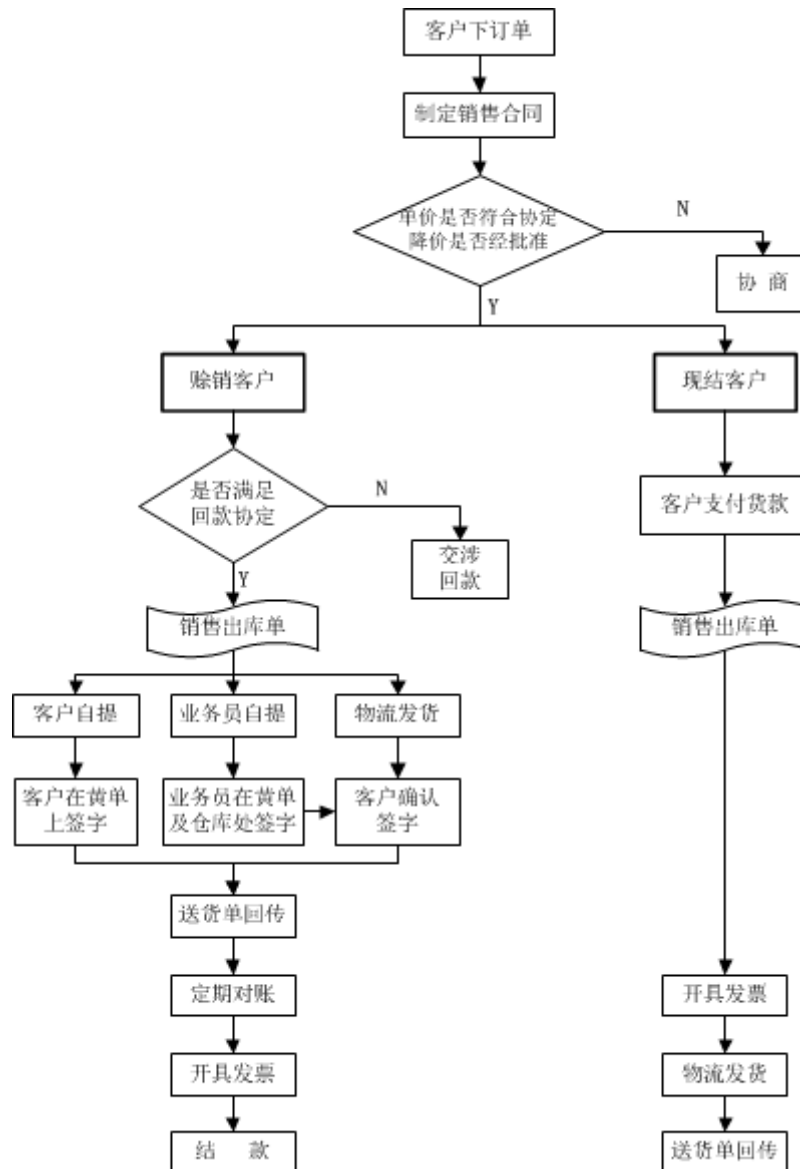 客户下订单
制定销售合同
单价是否符合协定
降价是否经批准
N
协 商
Y
赊销客户
现结客户
是否满足
回款协定
N
客户支付货款
交涉
回款
Y
销售出库单
销售出库单
客户自提
业务员自提
物流发货
客户在黄单
上签字
业务员在黄单
及仓库处签字
客户确认
签字
送货单回传
定期对账
开具发票
开具发票
物流发货
结 款
送货单回传